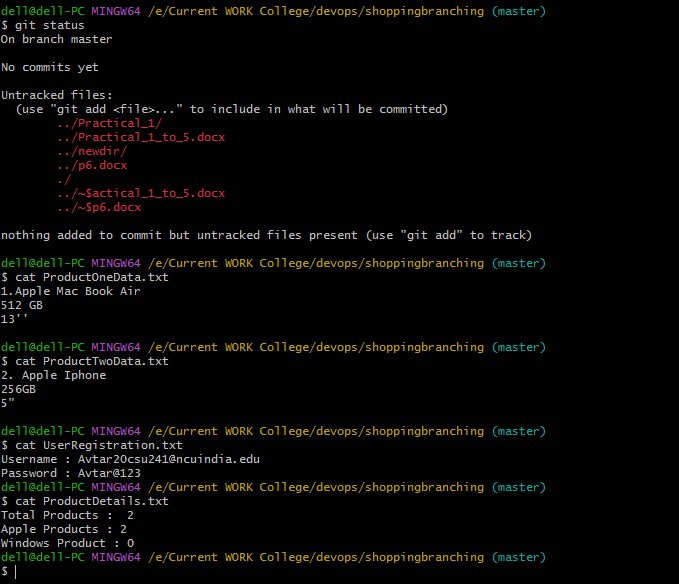 dell@dell-PC MINGW64 /e/Current WORK College/devops/shoppingbranching (master)
$ git status
On branch master

No commits yet

Untracked files:
  (use "git add <file>..." to include in what will be committed)
        ../Practical_1/
        ../Practical_1_to_5.docx
        ../newdir/
        ../p6.docx
        ./
        ../~$actical_1_to_5.docx
        ../~$p6.docx

nothing added to commit but untracked files present (use "git add" to track)

dell@dell-PC MINGW64 /e/Current WORK College/devops/shoppingbranching (master)
$ cat ProductOneData.txt
1.Apple Mac Book Air
512 GB
13''

dell@dell-PC MINGW64 /e/Current WORK College/devops/shoppingbranching (master)
$ cat ProductTwoData.txt
2. Apple Iphone
256GB
5"

dell@dell-PC MINGW64 /e/Current WORK College/devops/shoppingbranching (master)
$ cat UserRegistration.txt
Username : Avtar20csu241@ncuindia.edu
Password : Avtar@123
dell@dell-PC MINGW64 /e/Current WORK College/devops/shoppingbranching (master)
$ cat ProductDetails.txt
Total Products :  2
Apple Products : 2
Windows Product : 0
dell@dell-PC MINGW64 /e/Current WORK College/devops/shoppingbranching (master)
$